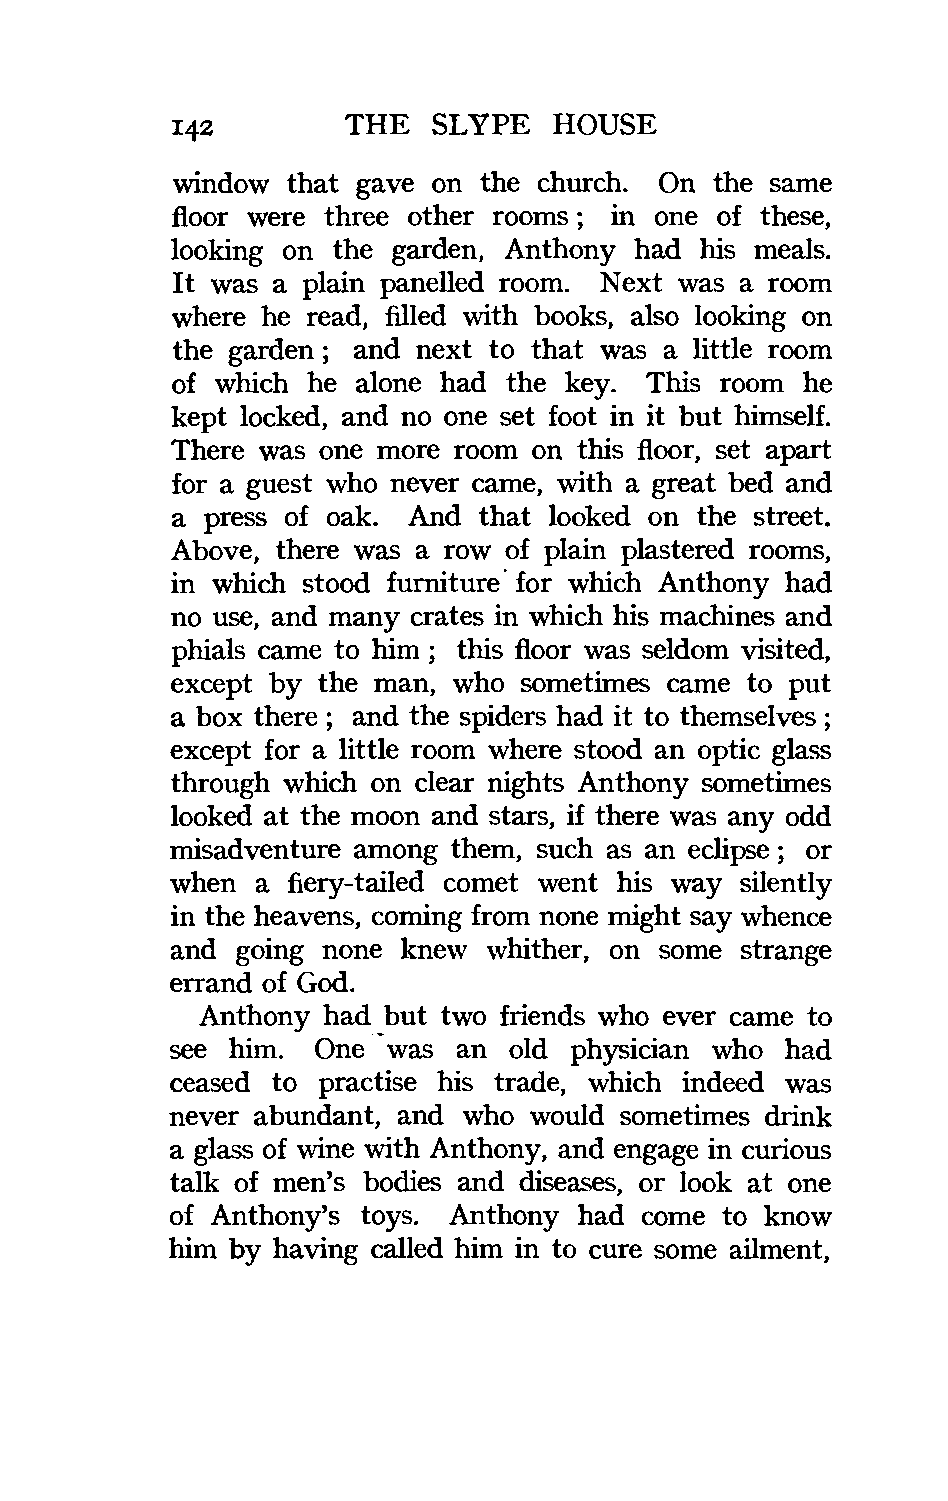 142 THE SLYPE HOUSE
window that gave on the church. On the same
floor were three other rooms ; in one of these,
looking on the garden, Anthony had his meals.
It was a plain panelled room. Next was a room
where he read, filled with books, also looking on
the garden ; and next to that was a little room
of which he alone had the key. This room he
kept locked, and no one set foot in it but himself.
There was one more room on this floor, set apart
for a guest who never came, with a great bed and
a press of oak. And that looked on the street.
Above, there was a row of plain plastered rooms,
in which stood furniture for which Anthony had
no use, and many crates in which his machines and
phials came to him ; this floor was seldom visited,
except by the man, who sometimes came to put
a box there ; and the spiders had it to themselves ;
except for a little room where stood an optic glass
through which on clear nights Anthony sometimes
looked at the moon and stars, if there was any odd
misadventure among them, such as an eclipse ; or
when a fiery-tailed comet went his way silently
in the heavens, coming from none might say whence
and going none knew whither, on some strange
errand of God.
Anthony had but two friends who ever came to
see him. One was an old physician who had
ceased to practise his trade, which indeed was
never abundant, and who would sometimes drink
a glass of wine with Anthony, and engage in curious
talk of men's bodies and diseases, or look at one
of Anthony's toys. Anthony had come to know
him by having called him in to cure some ailment,